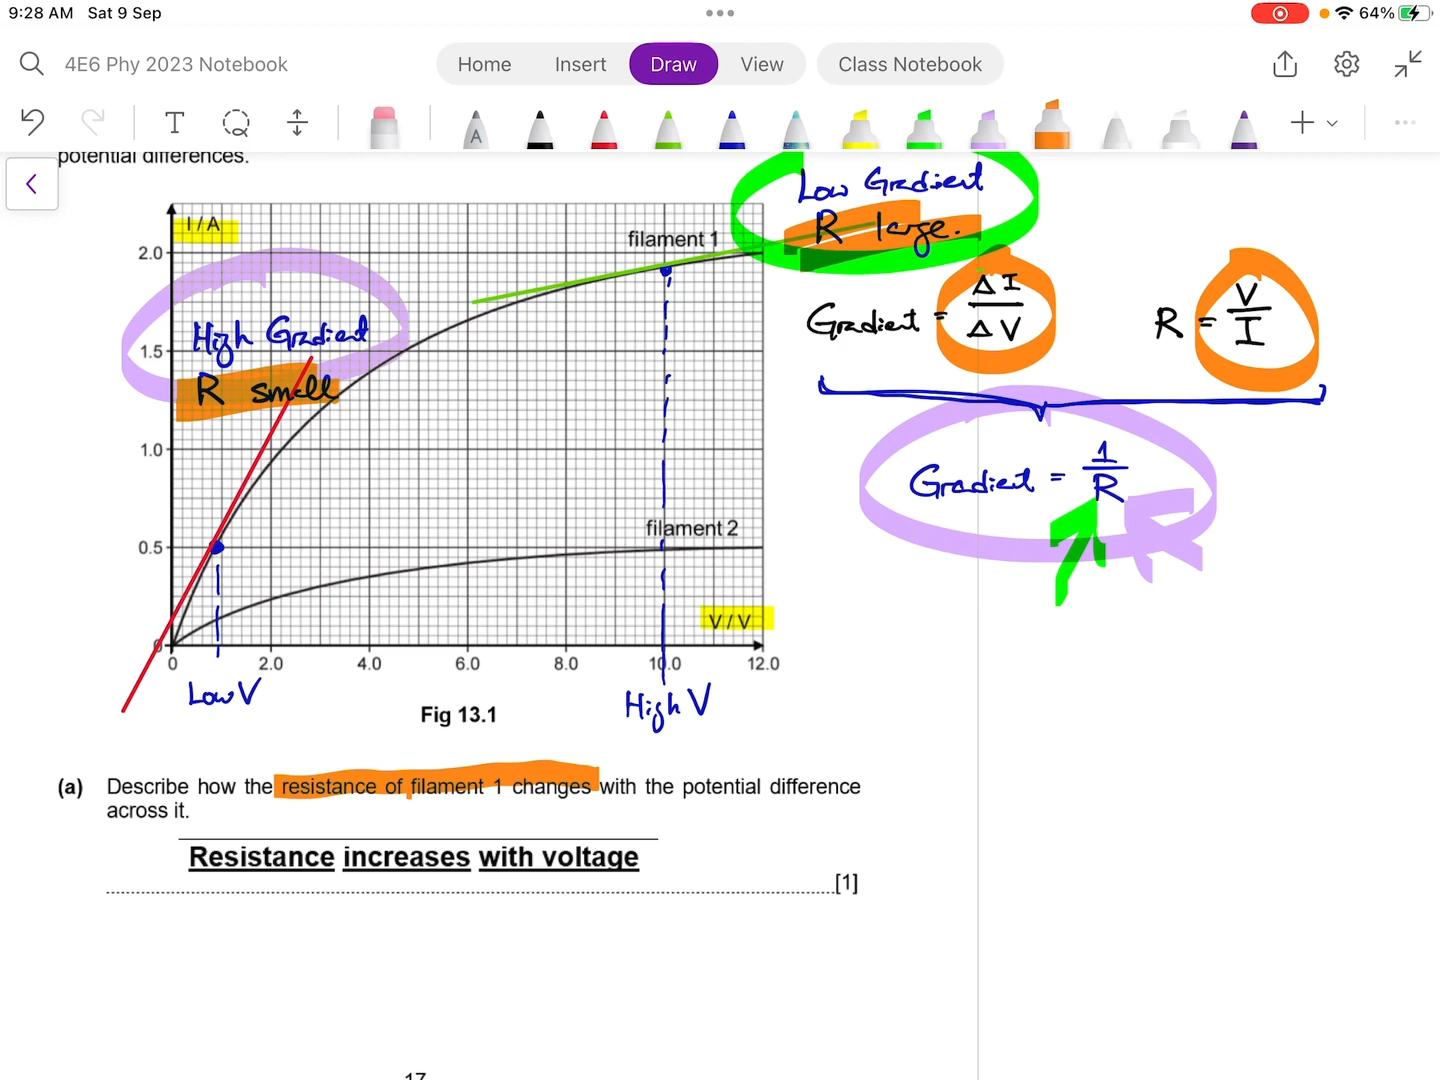 9:28 AM Sat 9 Sep
64%
4E6 Phy 2023 Notebook
Home Insert Draw View Class Notebook
T
A
potential differences.
I / A
filament 1
2.0
1.5
1.0
0.5
0
filament 2
V / V
0 2.0 4.0 6.0 8.0 10.0 12.0
High Gradient
R small
Low V
High V
Low Gradient
R large.
Gradient = ΔI / ΔV
R = V / I
Gradient = 1 / R
Fig 13.1
(a) Describe how the resistance of filament 1 changes with the potential difference
across it.
Resistance increases with voltage
[1]
17